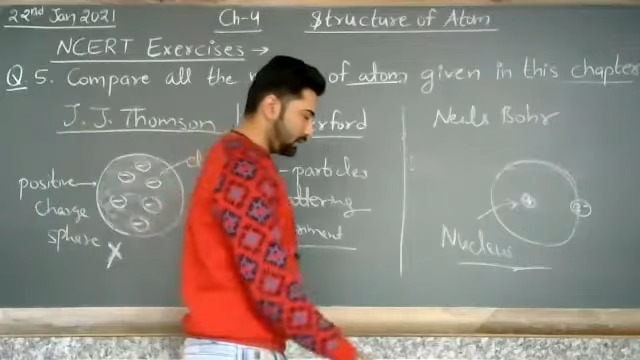 22nd Jan 2021 Ch-4 Structure of Atom
NCERT Exercises →
Q5. Compare all the of atom given in this chapter
J. J. Thomson
Neils Bohr
positive
Charge
sphere
- particles
Nucleus